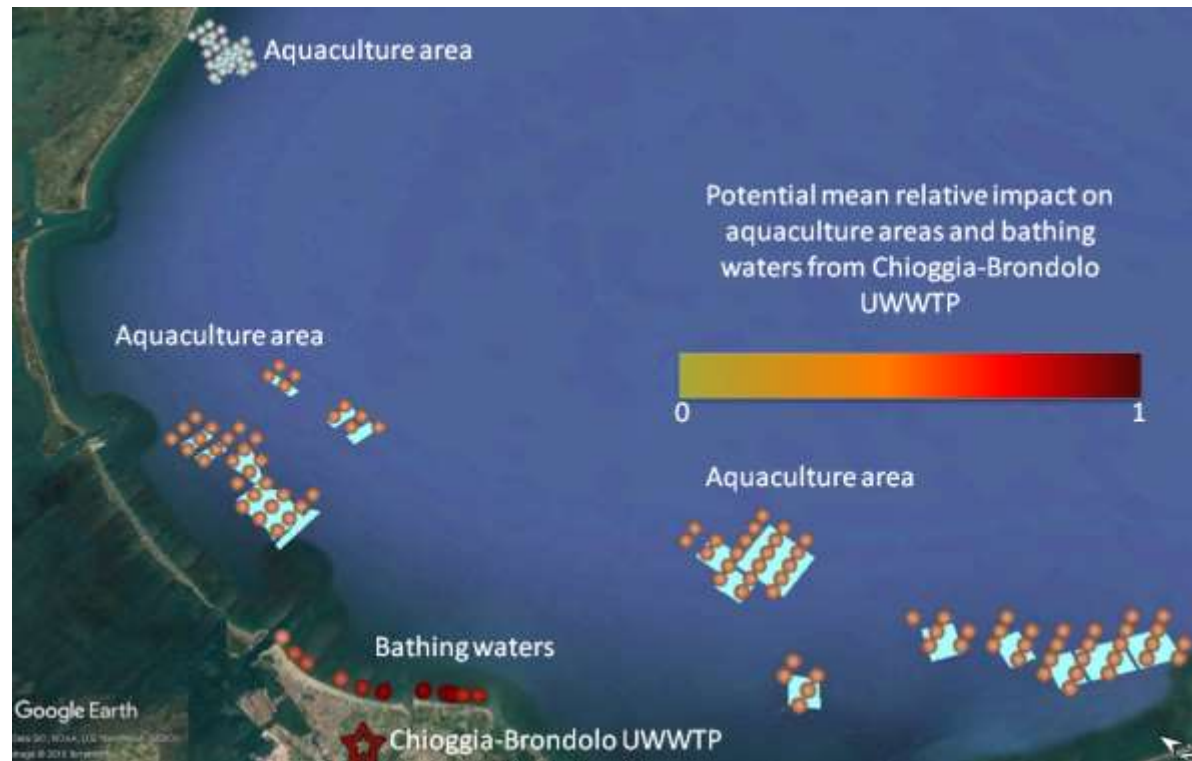 Aquaculture area
Potential mean relative impact on
aquaculture areas and bathing
waters from Chioggia-Brondolo
UWWTP
0 1
Aquaculture area
Aquaculture area
Bathing waters
Chioggia-Brondolo UWWTP
Google Earth